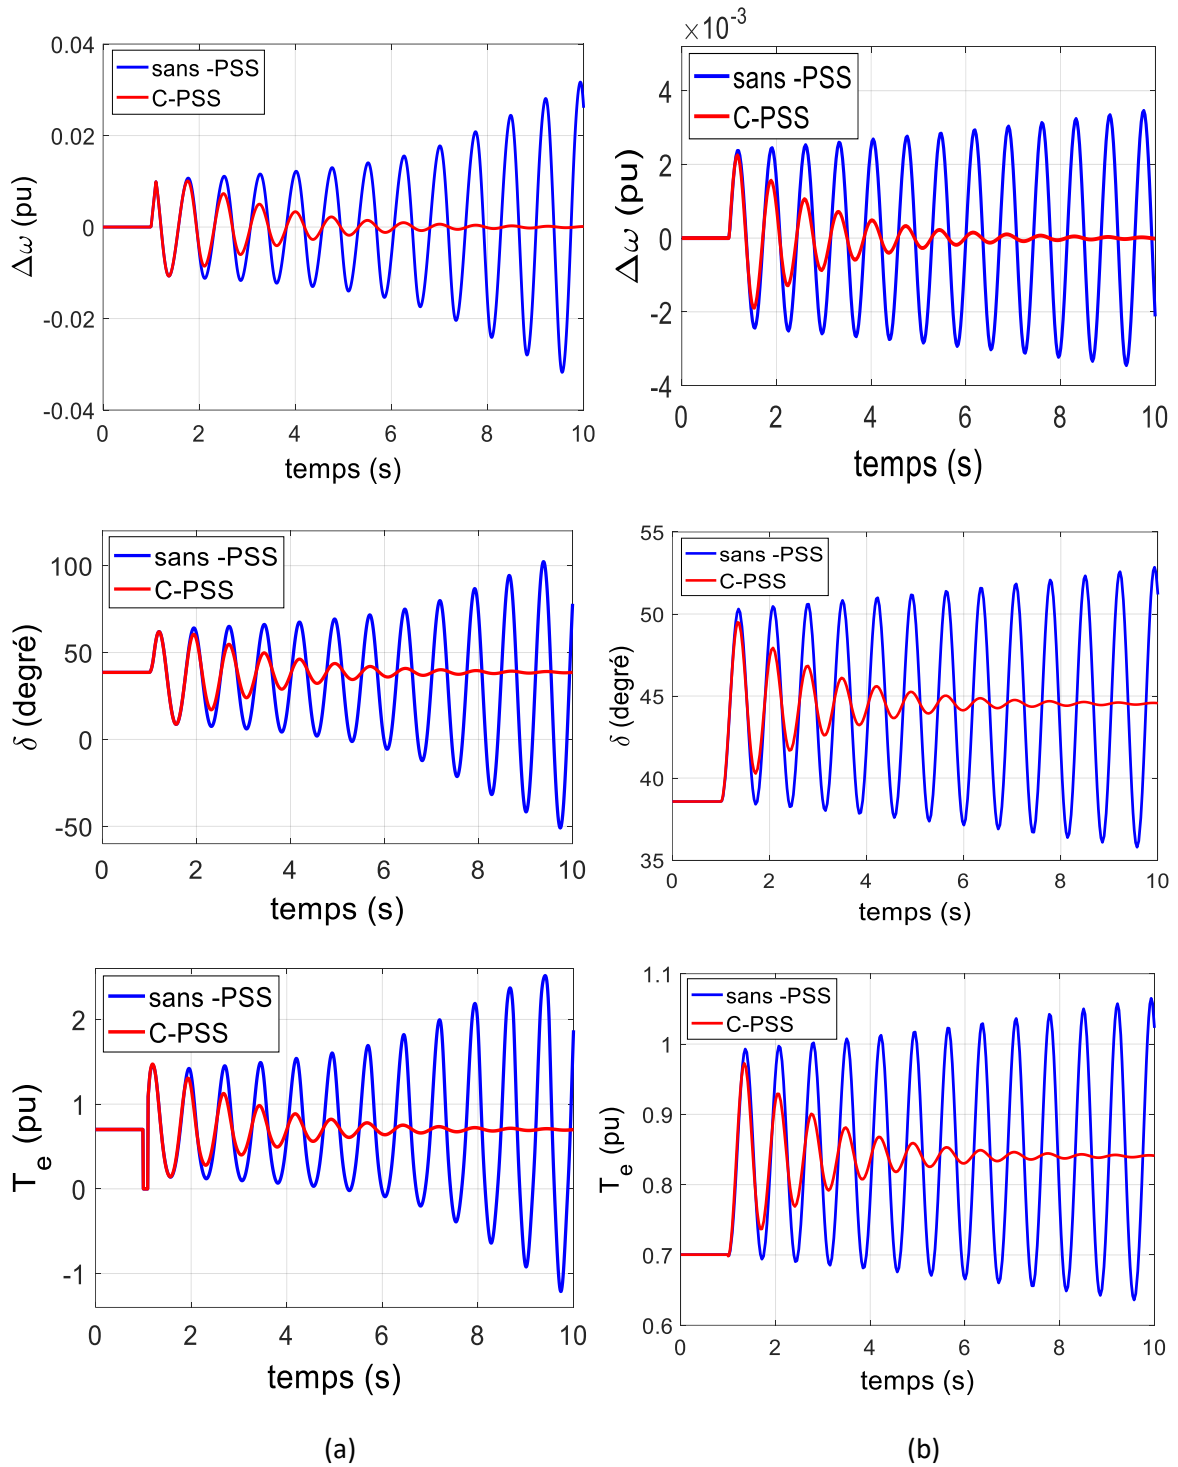 0.04
0.02
0
-0.02
-0.04
Δω (pu)
sans -PSS
C-PSS
0 2 4 6 8 10
temps (s)
×10⁻³
4
2
0
-2
-4
Δω (pu)
sans -PSS
C-PSS
0 2 4 6 8 10
temps (s)
100
50
0
-50
δ (degré)
sans -PSS
C-PSS
0 2 4 6 8 10
temps (s)
55
50
45
40
35
δ (degré)
sans -PSS
C-PSS
0 2 4 6 8 10
temps (s)
2
1
0
-1
T_e (pu)
sans -PSS
C-PSS
0 2 4 6 8 10
temps (s)
1.1
1
0.9
0.8
0.7
0.6
T_e (pu)
sans -PSS
C-PSS
0 2 4 6 8 10
temps (s)
(a)
(b)